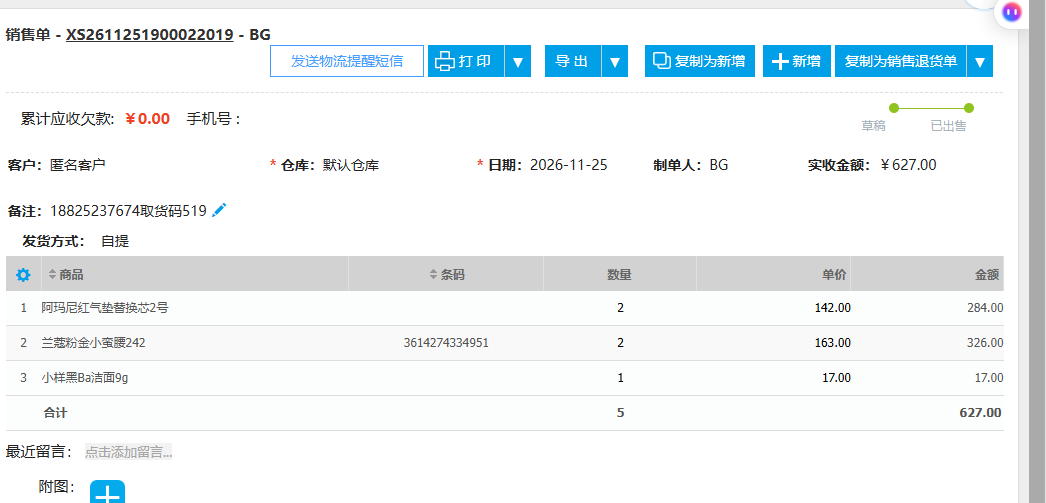 销售单 - XS2611251900022019 - BG
发送物流提醒短信 打 印 ▼ 导 出 ▼ 复制为新增 新增 复制为销售退货单 ▼
累计应收欠款: ¥0.00 手机号 :
草稿 已出售
客户： 匿名客户 * 仓库： 默认仓库 * 日期： 2026-11-25 制单人： BG 实收金额： ¥627.00
备注： 18825237674取货码519
发货方式： 自提
商品 条码 数量 单价 金额
1 阿玛尼红气垫替换芯2号 2 142.00 284.00
2 兰蔻粉金小蛮腰242 3614274334951 2 163.00 326.00
3 小样黑Ba洁面9g 1 17.00 17.00
合计 5 627.00
最近留言： 点击添加留言...
附图：